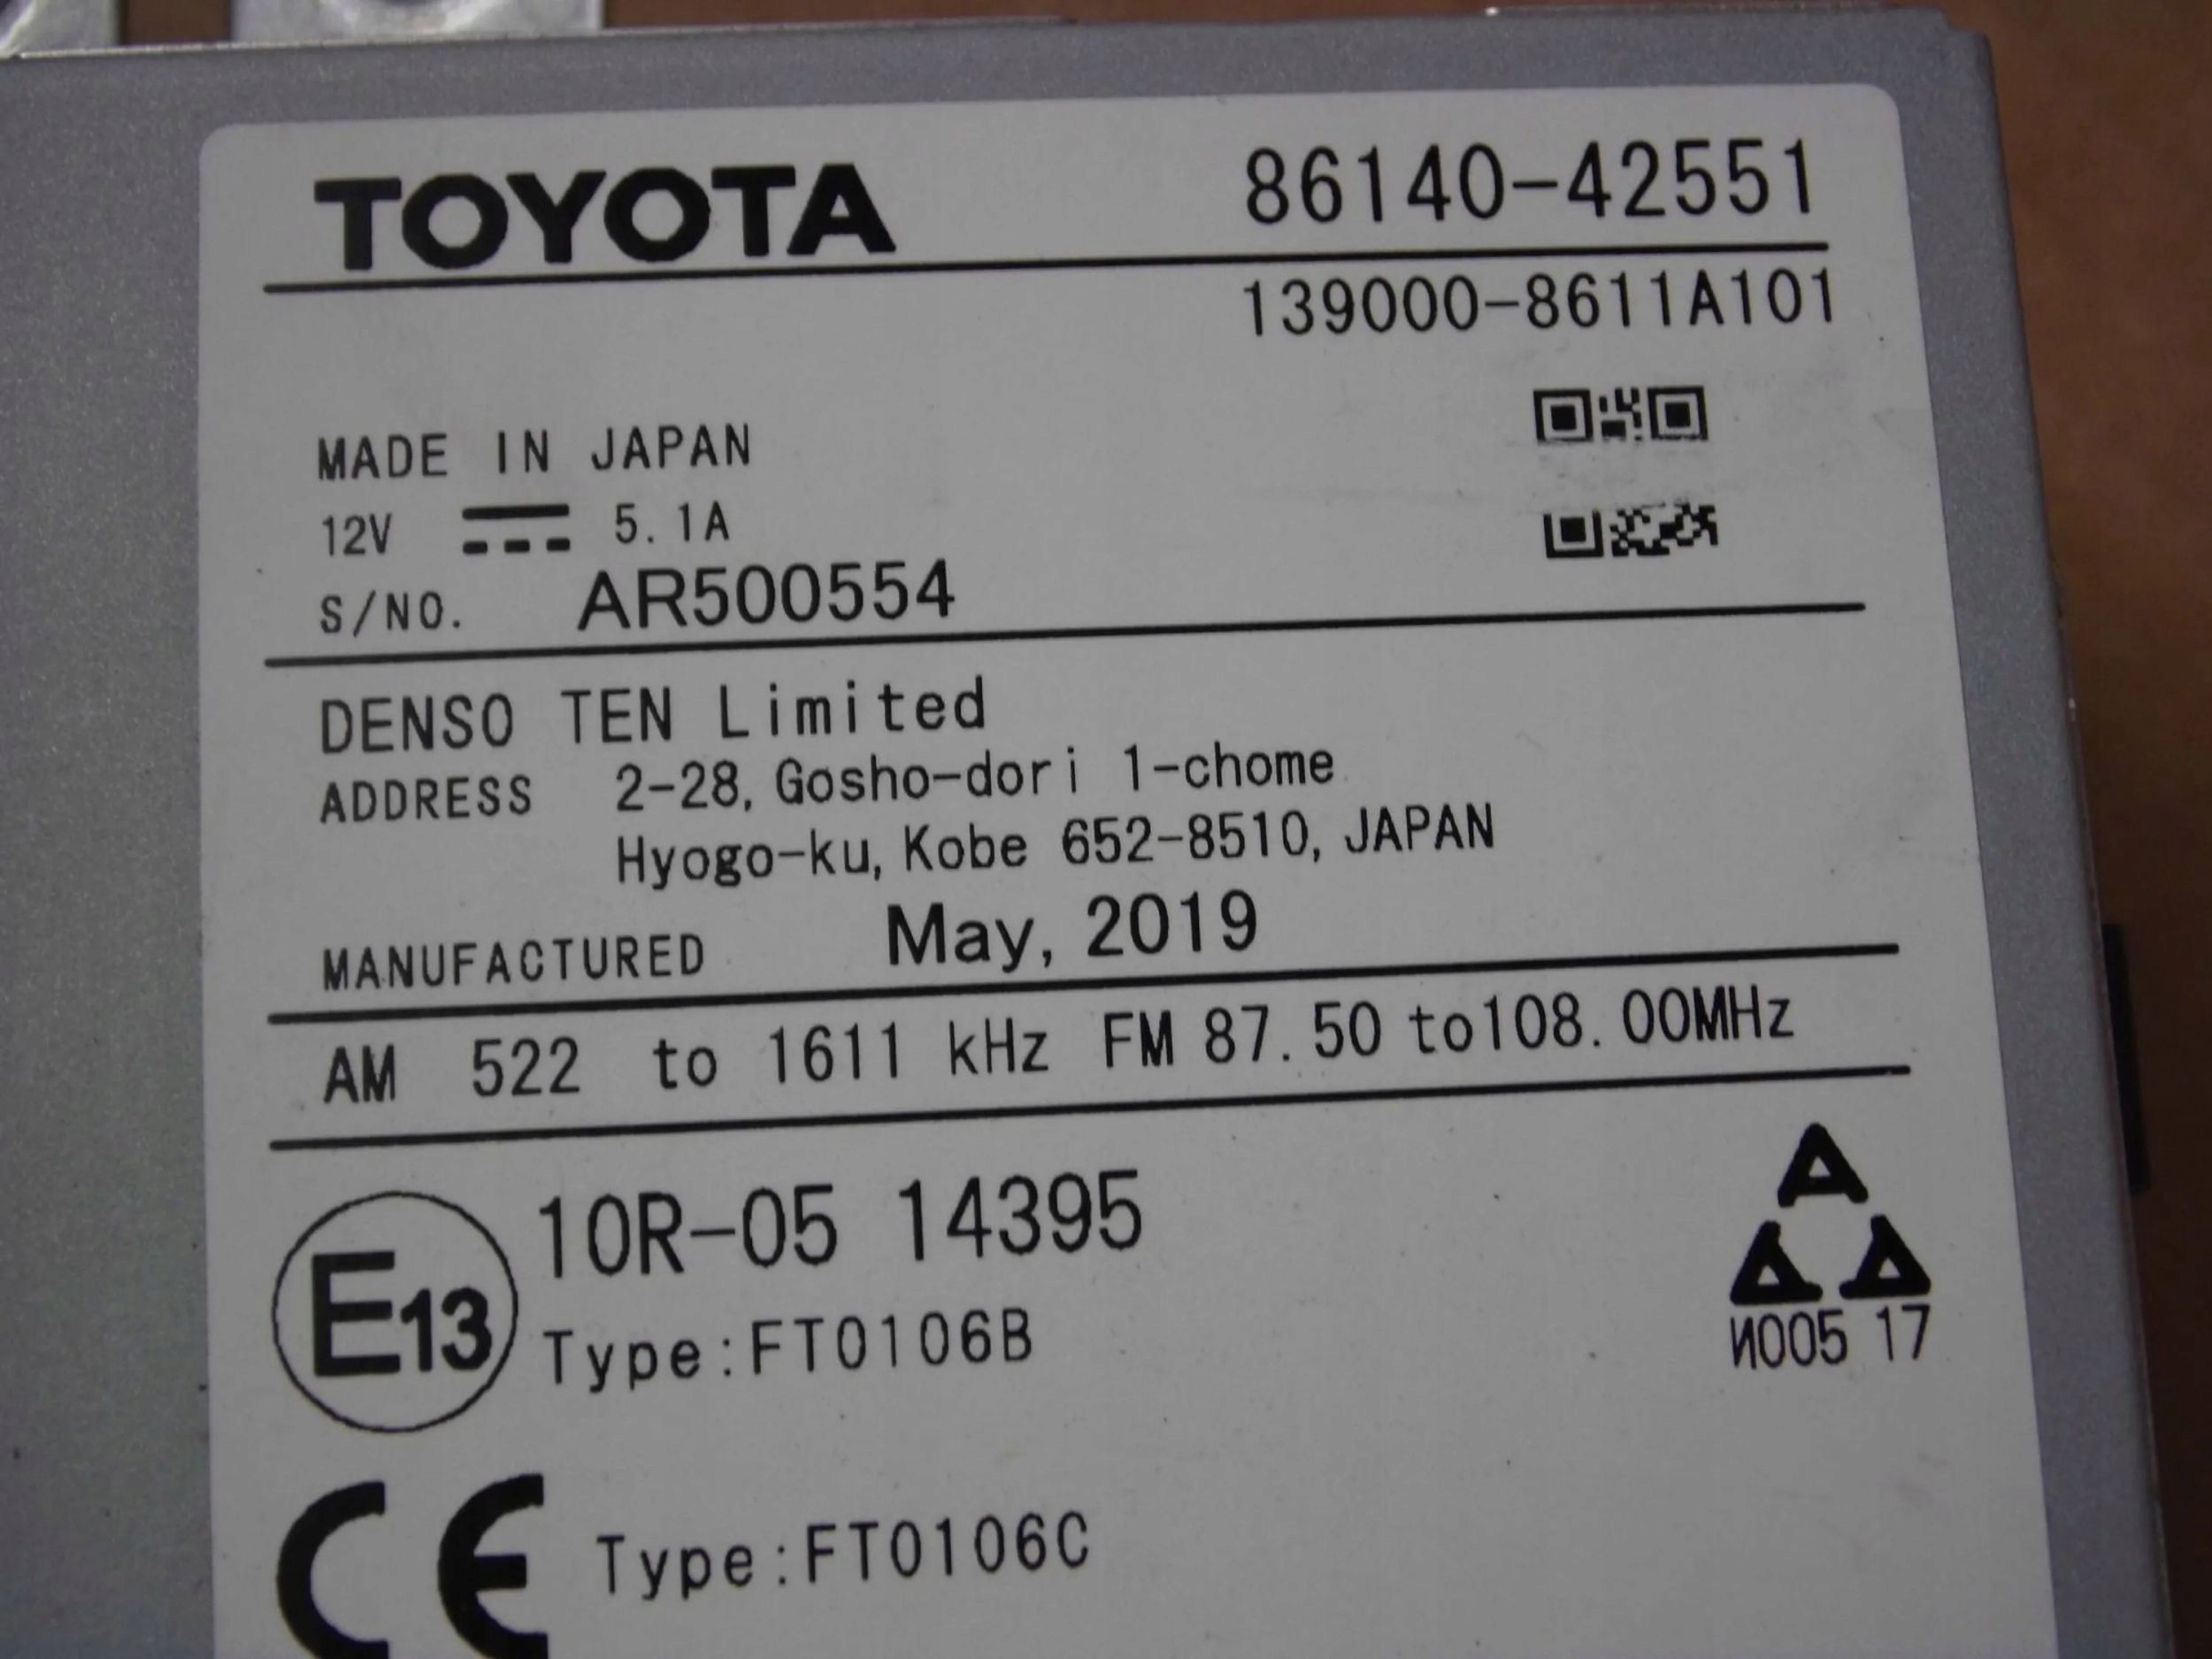 TOYOTA 86140-42551
139000-8611A101
MADE IN JAPAN
12V 5.1A
S/NO. AR500554
DENSO TEN Limited
ADDRESS 2-28, Gosho-dori 1-chome
Hyogo-ku, Kobe 652-8510, JAPAN
MANUFACTURED May, 2019
AM 522 to 1611 kHz FM 87.50 to108.00MHz
E13 10R-05 14395
Type:FT0106B
И005 17
CE Type:FT0106C